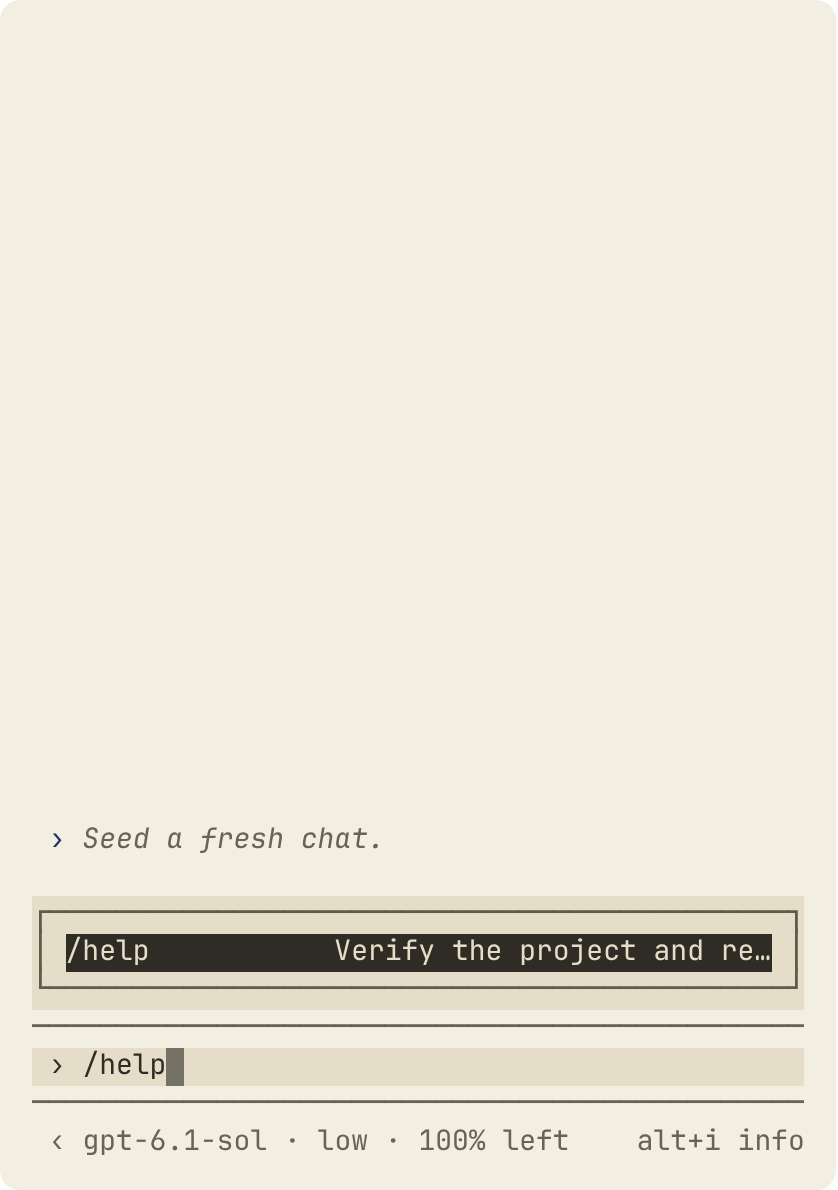 › Seed a fresh chat.
/help Verify the project and re…
› /help
‹ gpt-6.1-sol · low · 100% left alt+i info